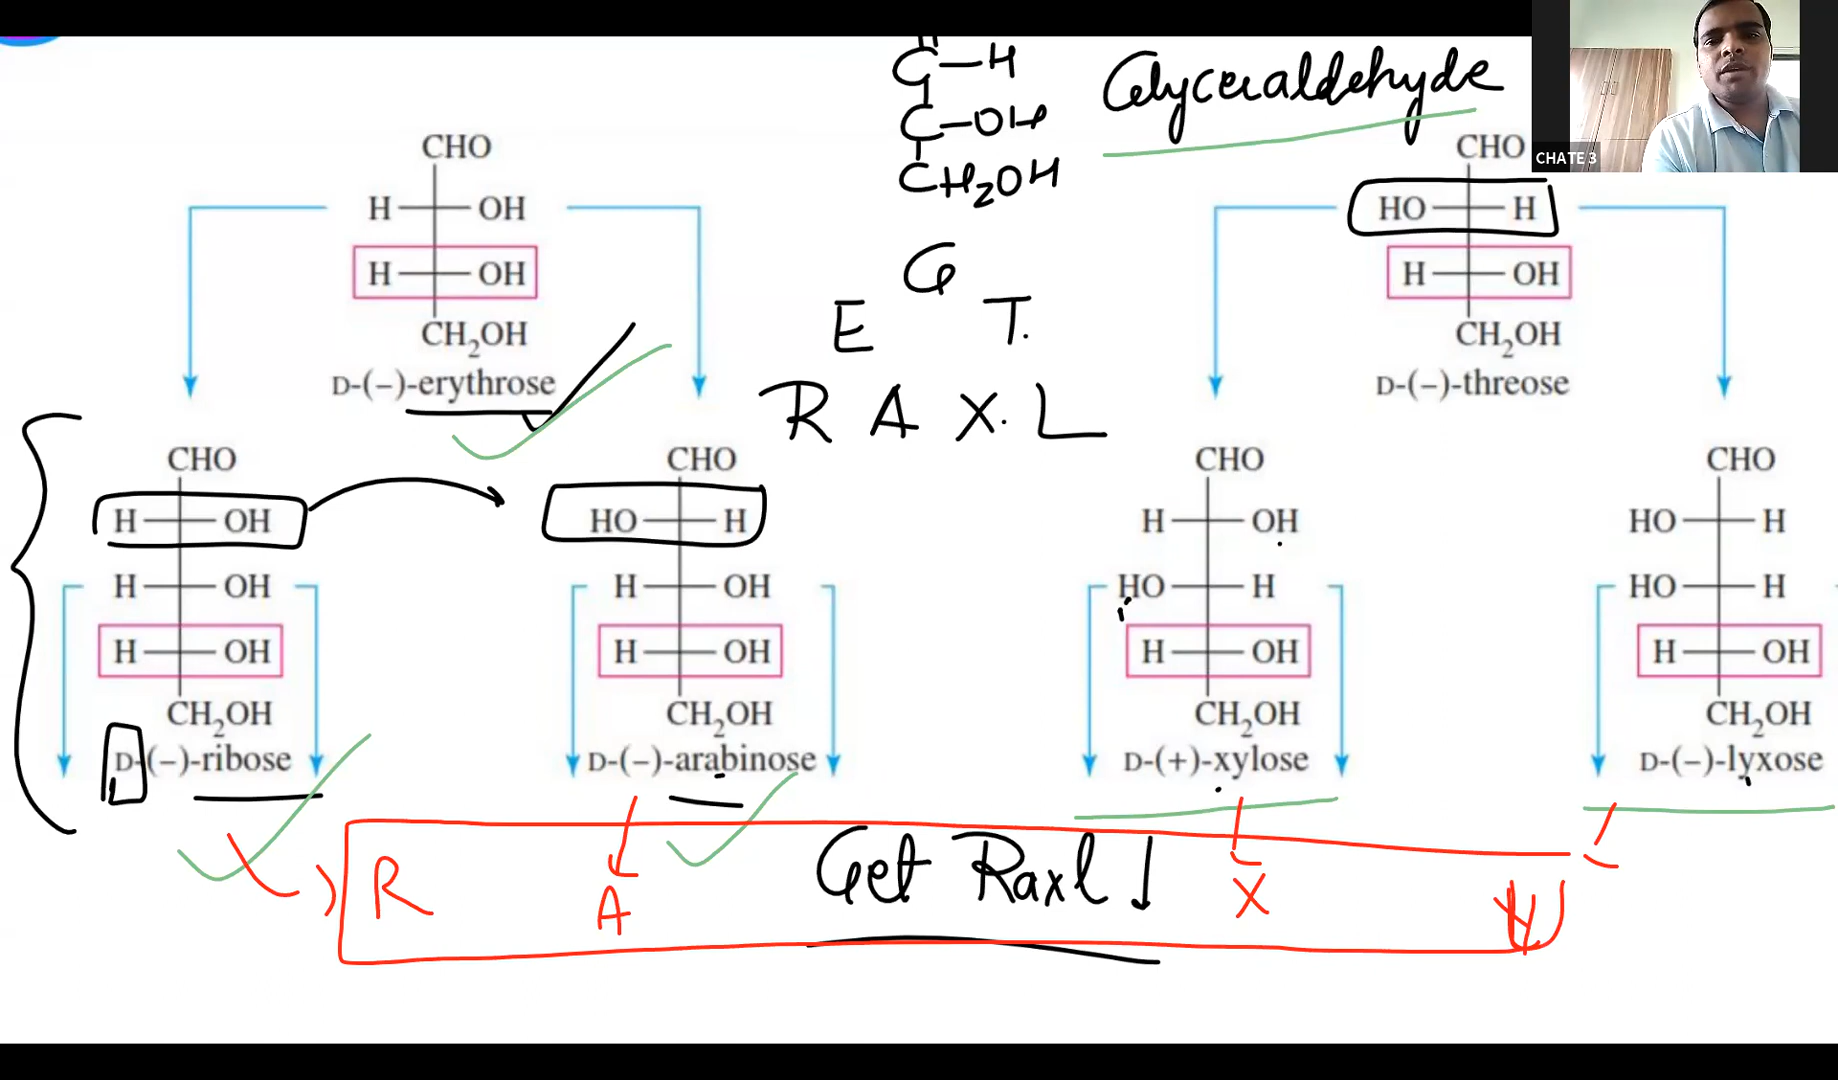 C—H
Glyceraldehyde
C—OH
CH₂OH
CHATE 3
CHO
H OH
H OH
CH₂OH
D-(−)-erythrose
G
E T.
R A X. L
CHO
HO H
H OH
CH₂OH
D-(−)-threose
CHO
H OH
H OH
H OH
CH₂OH
D-(−)-ribose
CHO
HO H
H OH
H OH
CH₂OH
D-(−)-arabinose
CHO
H OH
HO H
H OH
CH₂OH
D-(+)-xylose
CHO
HO H
HO H
H OH
CH₂OH
D-(−)-lyxose
R A Get Raxl X